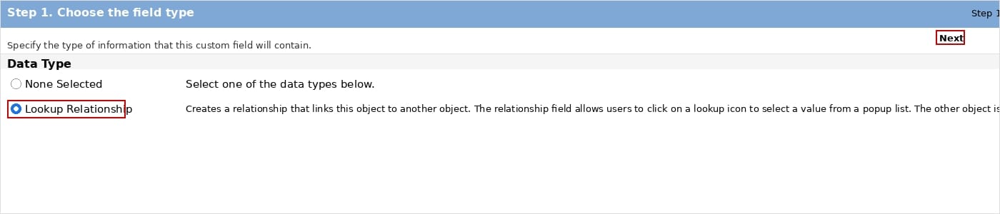 Step 1. Choose the field type
Step 1
Specify the type of information that this custom field will contain.
Next
Data Type
None Selected
Select one of the data types below.
Lookup Relationship
Creates a relationship that links this object to another object. The relationship field allows users to click on a lookup icon to select a value from a popup list. The other object is